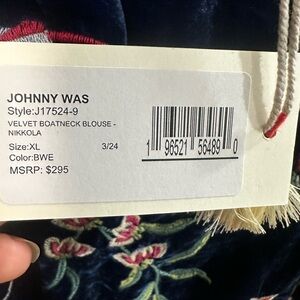 JOHNNY WAS
Style:J17524-9
VELVET BOATNECK BLOUSE -
NIKKOLA
Size:XL 3/24
Color:BWE
MSRP: $295
1 96521 56489 0